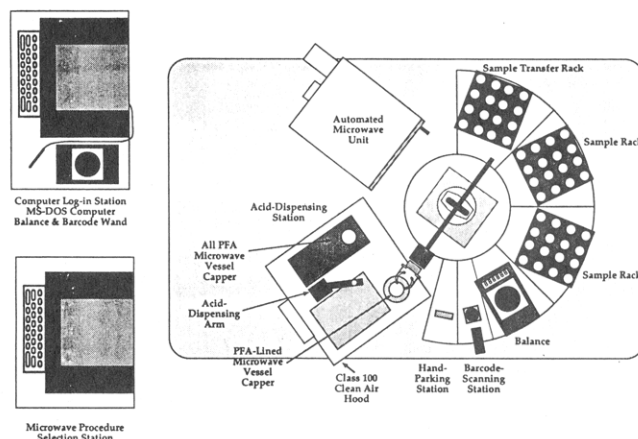 Computer Log-in Station
MS-DOS Computer
Balance & Barcode Wand
Microwave Procedure
Selection Station
Automated
Microwave
Unit
Sample Transfer Rack
Sample Rack
Sample Rack
Acid-Dispensing
Station
All PFA
Microwave
Vessel
Capper
Acid-
Dispensing
Arm
PFA-Lined
Microwave
Vessel
Capper
Class 100
Clean Air
Hood
Hand-
Parking
Station
Barcode-
Scanning
Station
Balance